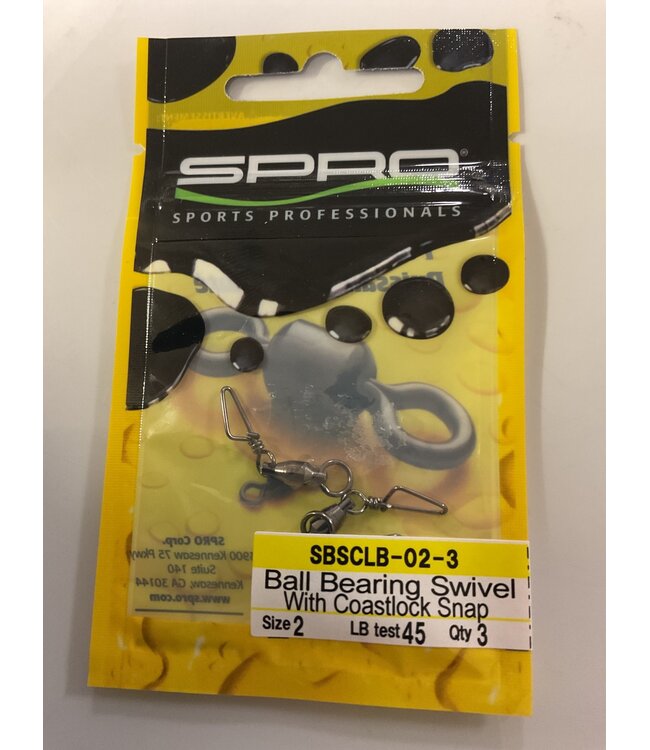 SPRO®
SPORTS PROFESSIONALS
SPRO Corp.
1900 Kennesaw 75 Pkwy
Suite 140
Kennesaw, GA 30144
www.spro.com
SBSCLB-02-3
Ball Bearing Swivel
With Coastlock Snap
Size 2 LB test 45 Qty 3